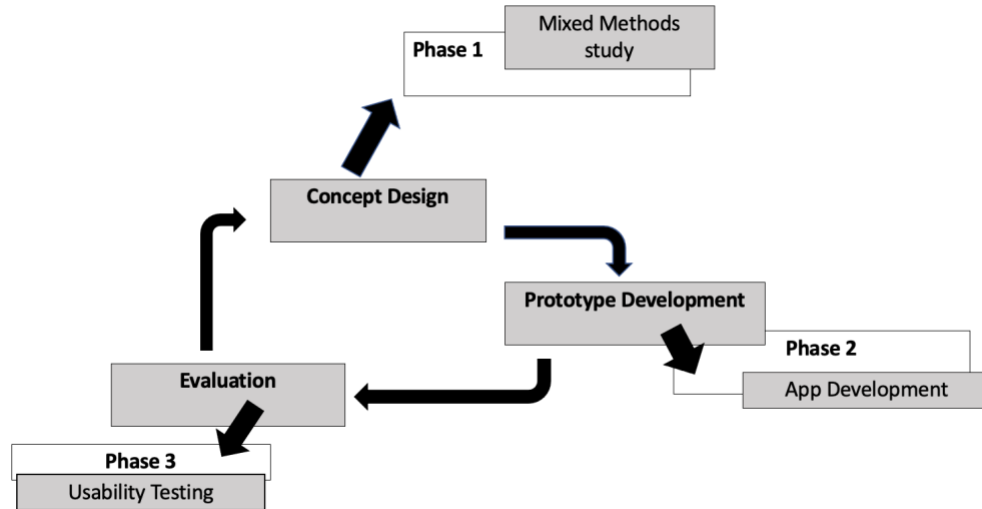 Mixed Methods
study
Phase 1
Concept Design
Prototype Development
Phase 2
App Development
Evaluation
Phase 3
Usability Testing